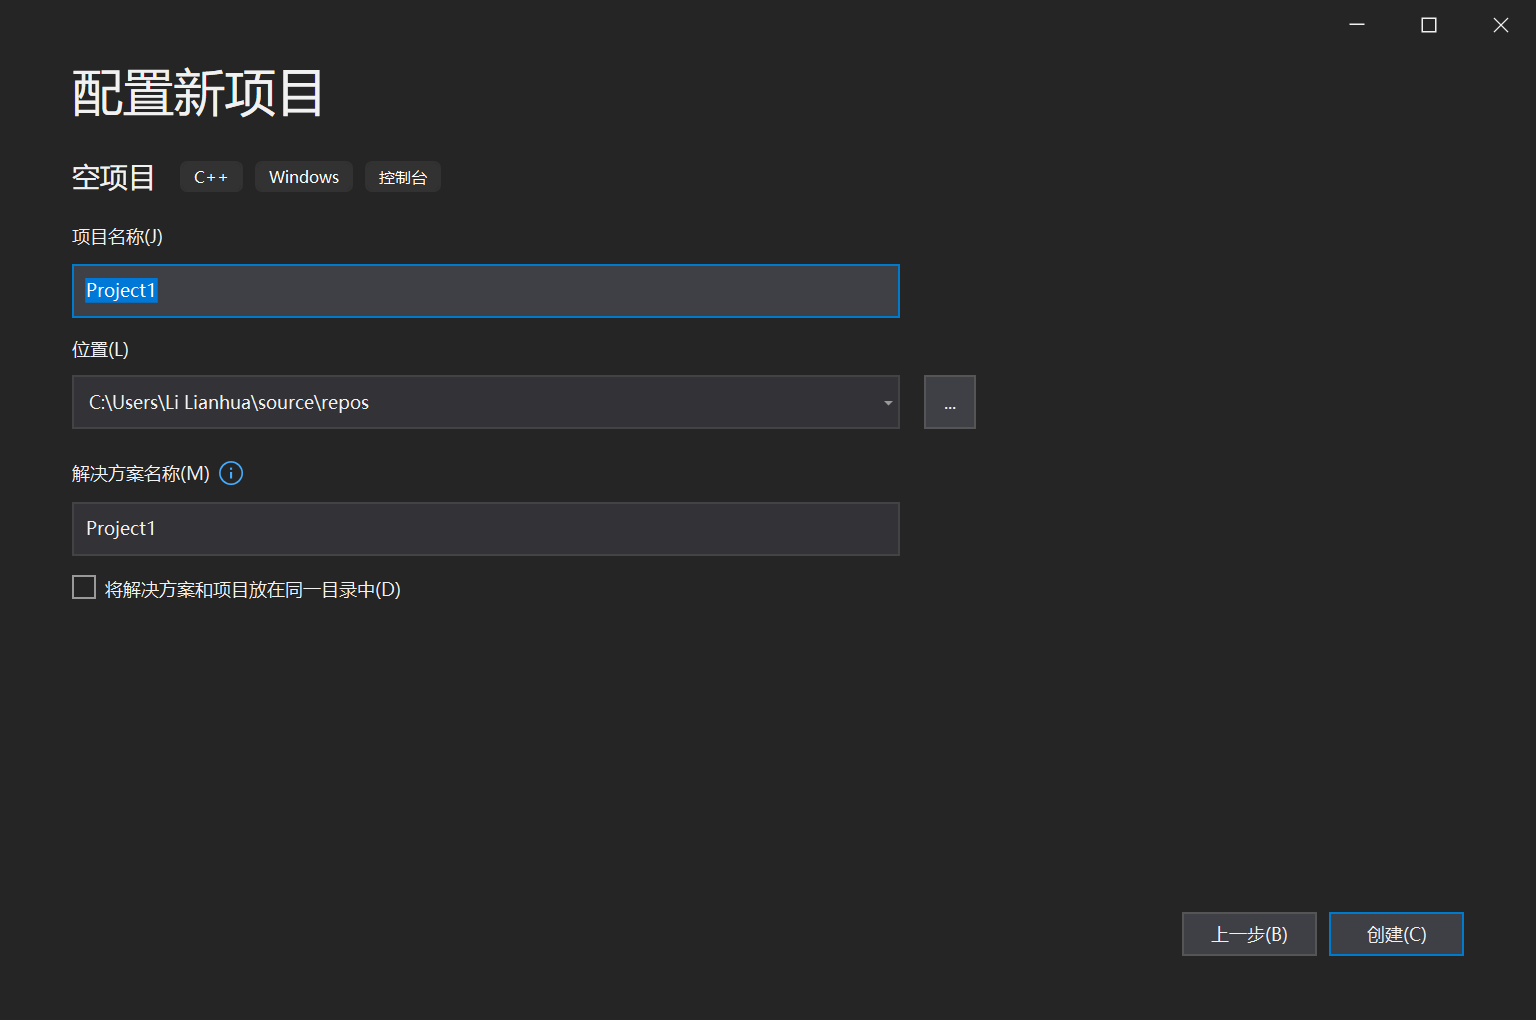 配置新项目
空项目 C++ Windows 控制台
项目名称(J)
Project1
位置(L)
C:\Users\Li Lianhua\source\repos
...
解决方案名称(M)
Project1
将解决方案和项目放在同一目录中(D)
上一步(B) 创建(C)